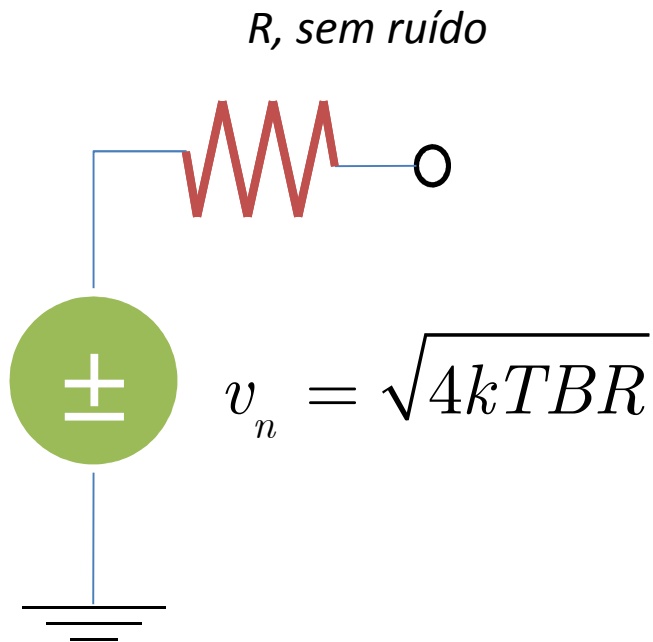 R, sem ruído
±
v_n = √4kTBR